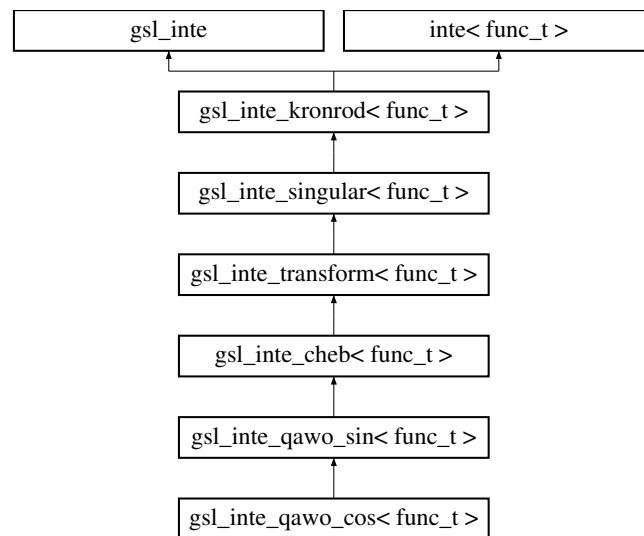 gsl_inte
inte< func_t >
gsl_inte_kronrod< func_t >
gsl_inte_singular< func_t >
gsl_inte_transform< func_t >
gsl_inte_cheb< func_t >
gsl_inte_qawo_sin< func_t >
gsl_inte_qawo_cos< func_t >